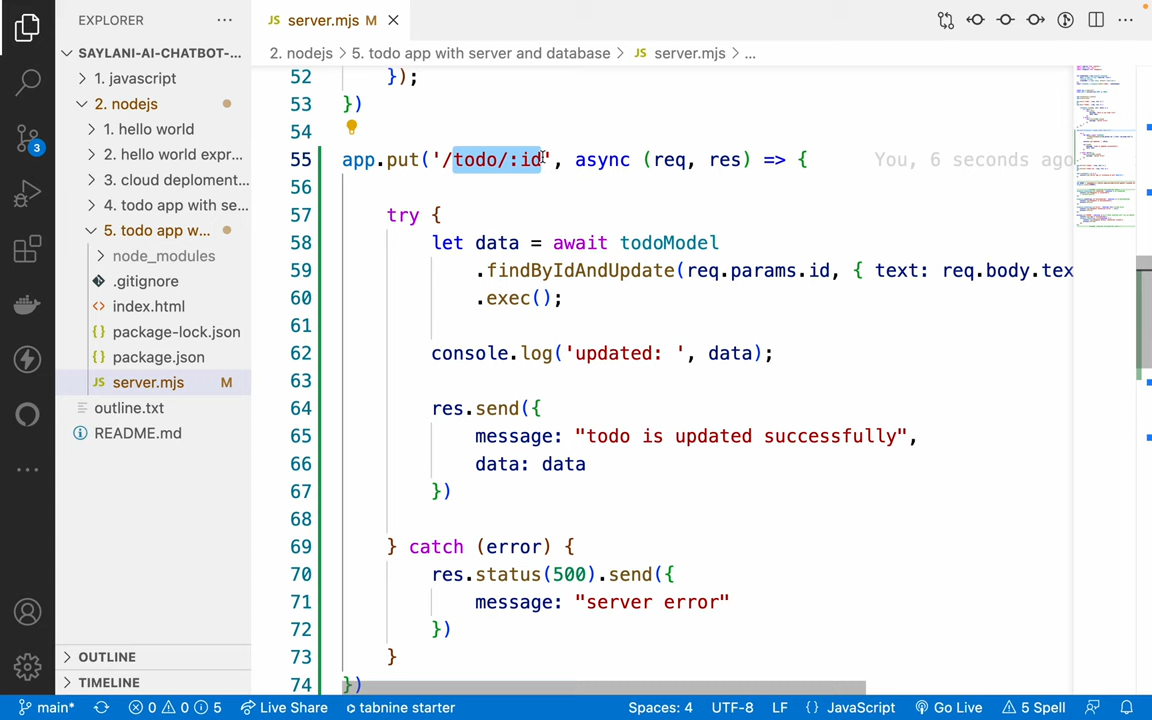 EXPLORER
SAYLANI-AI-CHATBOT-...
1. javascript
2. nodejs
1. hello world
2. hello world expr...
3. cloud deploment...
4. todo app with se...
5. todo app w...
node_modules
.gitignore
index.html
package-lock.json
package.json
JS server.mjs M
outline.txt
README.md
OUTLINE
TIMELINE
3
JS server.mjs M
2. nodejs > 5. todo app with server and database > JS server.mjs > ...
52 });
53 })
54
55 app.put('/todo/:id', async (req, res) => { You, 6 seconds ago
56
57 try {
58 let data = await todoModel
59 .findByIdAndUpdate(req.params.id, { text: req.body.tex
60 .exec();
61
62 console.log('updated: ', data);
63
64 res.send({
65 message: "todo is updated successfully",
66 data: data
67 })
68
69 } catch (error) {
70 res.status(500).send({
71 message: "server error"
72 })
73 }
74 })
main* 0 0 5 Live Share tabnine starter Spaces: 4 UTF-8 LF {} JavaScript Go Live 5 Spell